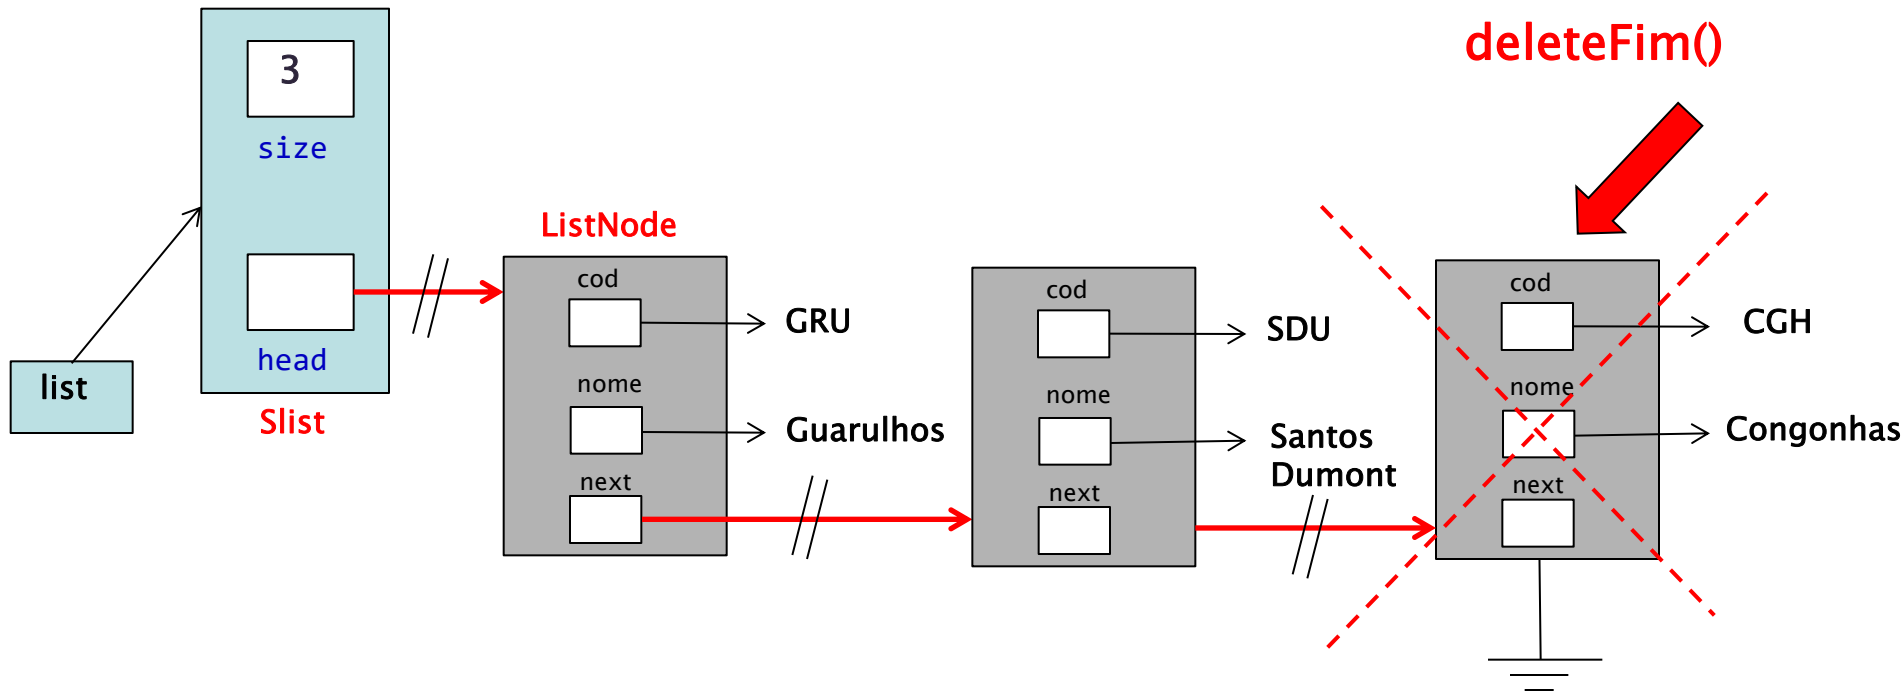 deleteFim()
3
size
head
list
Slist
ListNode
cod
GRU
nome
Guarulhos
next
cod
SDU
nome
Santos
Dumont
next
cod
CGH
nome
Congonhas
next